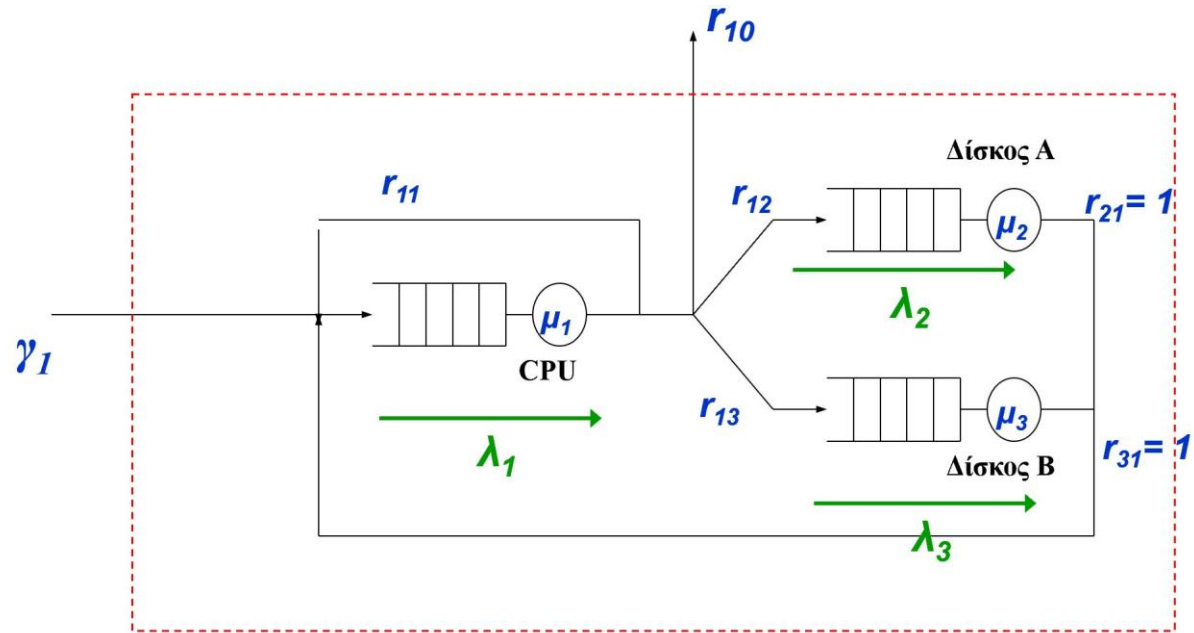 r10
Δίσκος A
r11
r12
r21= 1
μ2
λ2
γ1
μ1
CPU
r13
μ3
λ1
Δίσκος B
r31= 1
λ3